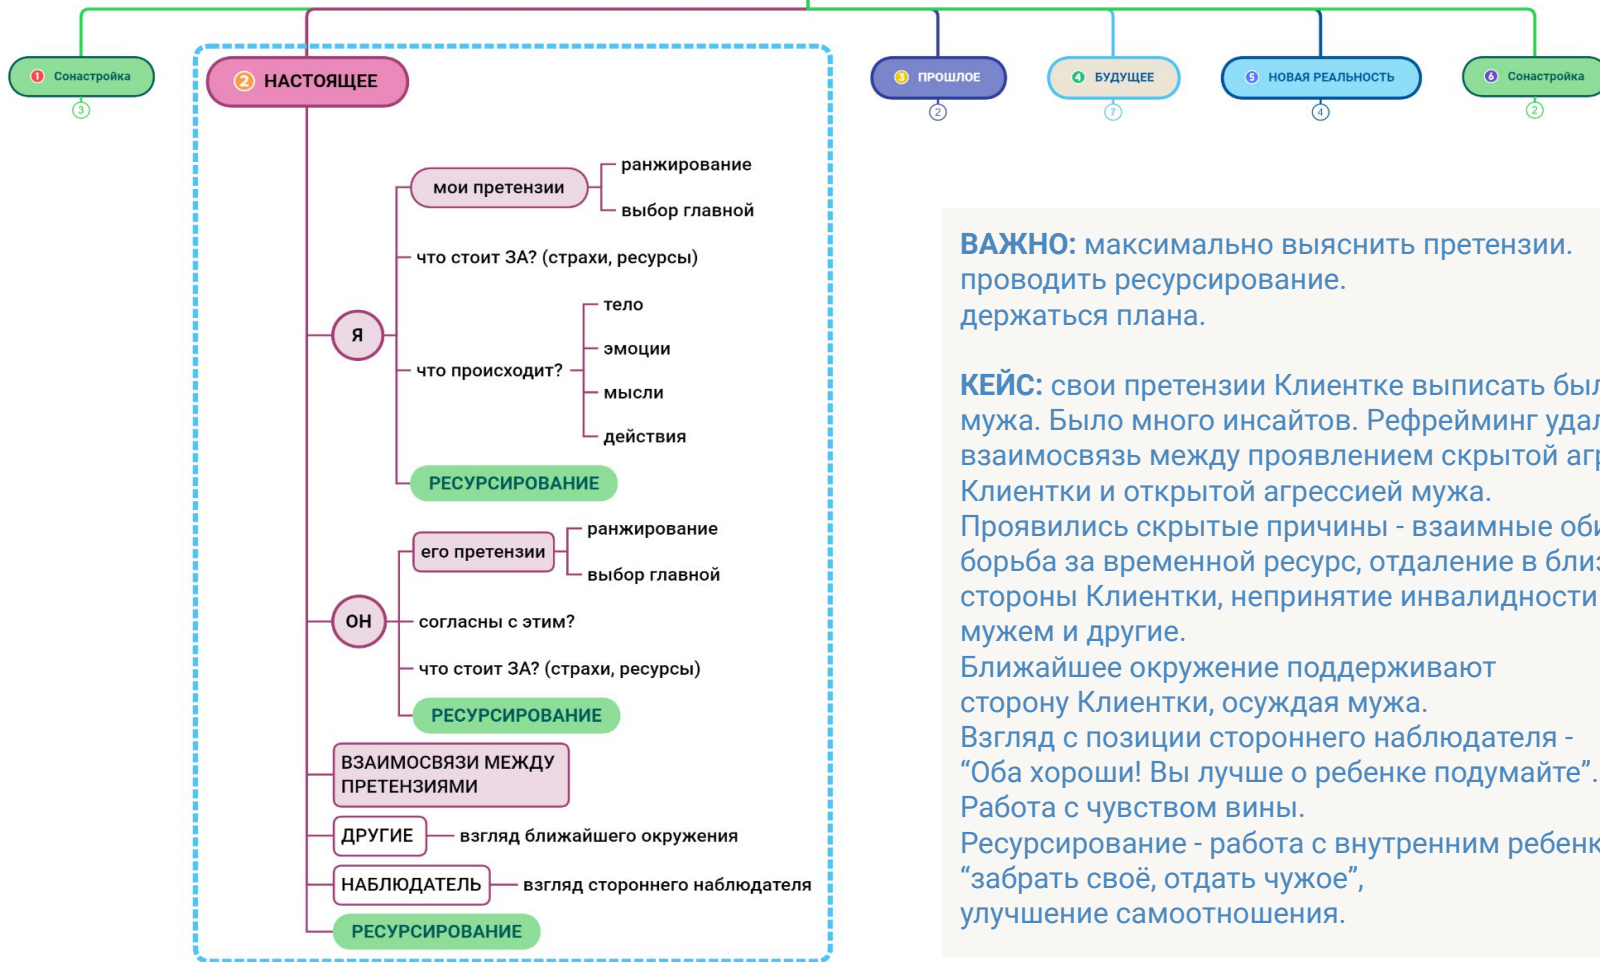 1 Сонастройка
3
2 НАСТОЯЩЕЕ
3 ПРОШЛОЕ
2
4 БУДУЩЕЕ
7
5 НОВАЯ РЕАЛЬНОСТЬ
4
6 Сонастройка
2
Я
мои претензии
ранжирование
выбор главной
что стоит ЗА? (страхи, ресурсы)
что происходит?
тело
эмоции
мысли
действия
РЕСУРСИРОВАНИЕ
ОН
его претензии
ранжирование
выбор главной
согласны с этим?
что стоит ЗА? (страхи, ресурсы)
РЕСУРСИРОВАНИЕ
ВЗАИМОСВЯЗИ МЕЖДУ
ПРЕТЕНЗИЯМИ
ДРУГИЕ
взгляд ближайшего окружения
НАБЛЮДАТЕЛЬ
взгляд стороннего наблюдателя
РЕСУРСИРОВАНИЕ
ВАЖНО: максимально выяснить претензии.
проводить ресурсирование.
держаться плана.
КЕЙС: свои претензии Клиентке выписать
мужа. Было много инсайтов. Рефрейминг
взаимосвязь между проявлением скрытой
Клиентки и открытой агрессией мужа.
Проявились скрытые причины - взаимные
борьба за временной ресурс, отдаление в
стороны Клиентки, непринятие инвалидности
мужем и другие.
Ближайшее окружение поддерживают
сторону Клиентки, осуждая мужа.
Взгляд с позиции стороннего наблюдателя -
“Оба хороши! Вы лучше о ребенке подумайте”.
Работа с чувством вины.
Ресурсирование - работа с внутренним
“забрать своё, отдать чужое”,
улучшение самоотношения.